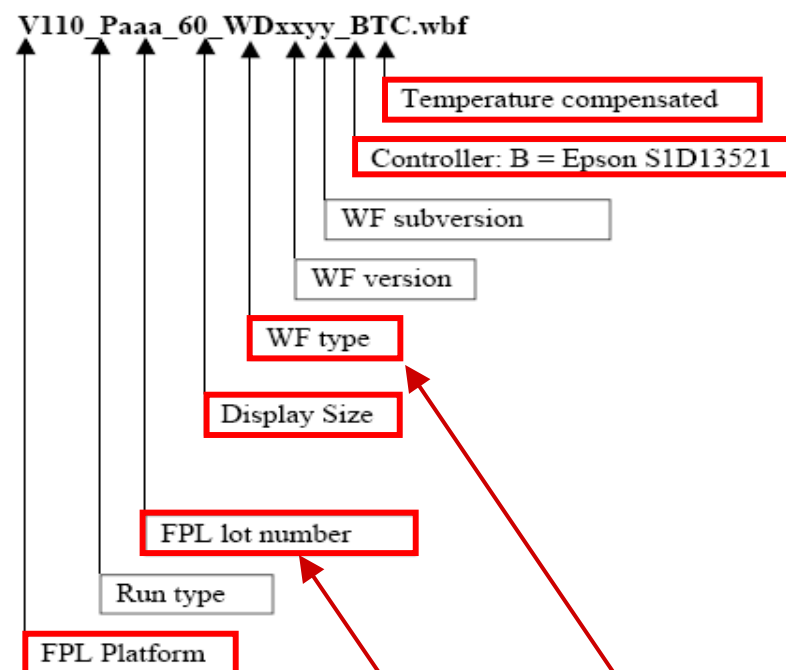 V110_Paaa_60_WDxxyy_BTC.wbf
Temperature compensated
Controller: B = Epson S1D13521
WF subversion
WF version
WF type
Display Size
FPL lot number
Run type
FPL Platform